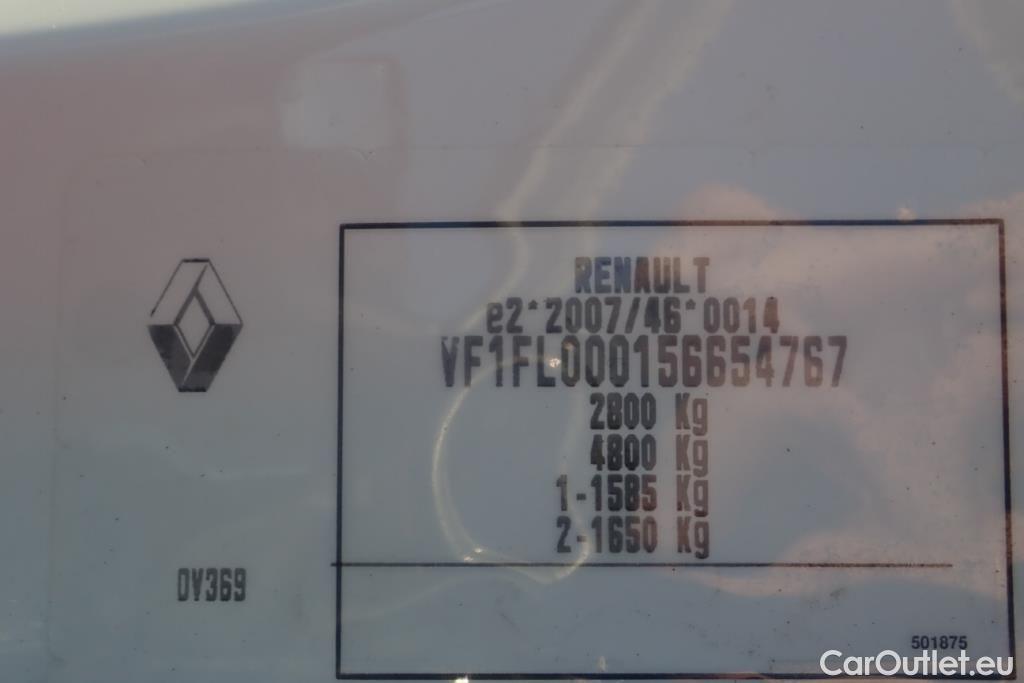 RENAULT
e2*2007/46*0014
VF1FL000156654767
2800 Kg
4800 Kg
1-1585 Kg
2-1650 Kg
DV369
501875
CarOutlet.eu